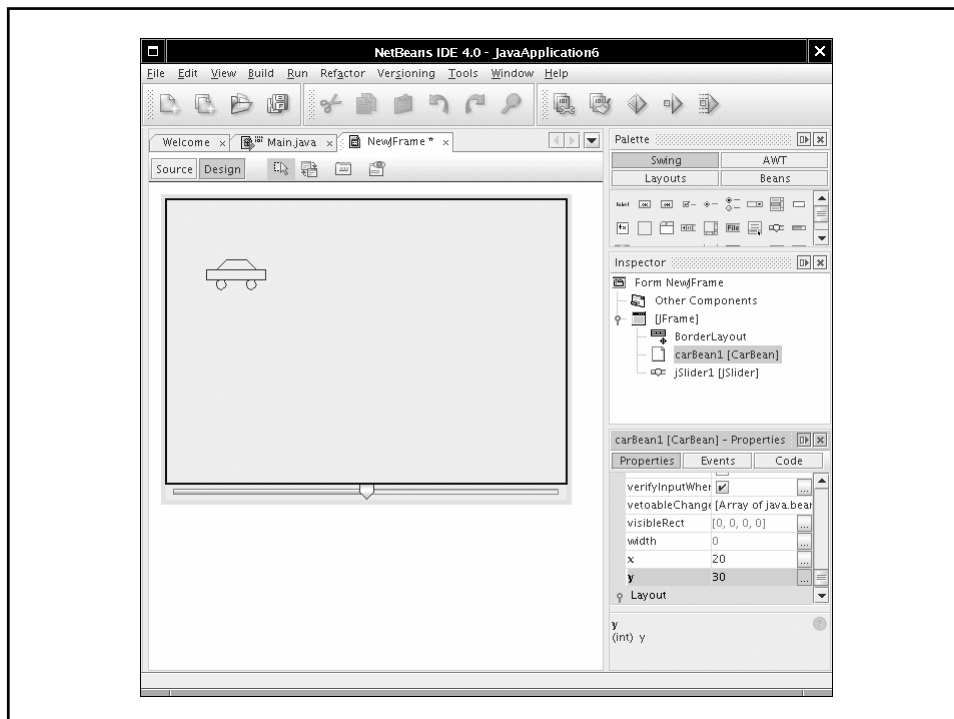 NetBeans IDE 4.0 - JavaApplication6
File Edit View Build Run Refactor Versioning Tools Window Help
Welcome x Main.java x NewJFrame * x
Source Design
Palette
Swing AWT
Layouts Beans
label OK OK
File
Inspector
Form NewJFrame
Other Components
[JFrame]
BorderLayout
carBean1 [CarBean]
jSlider1 [JSlider]
carBean1 [CarBean] - Properties
Properties Events Code
verifyInputWher
vetoableChange [Array of java.bear
visibleRect [0, 0, 0, 0] ...
width 0 ...
x 20 ...
y 30 ...
Layout
y
(int) y